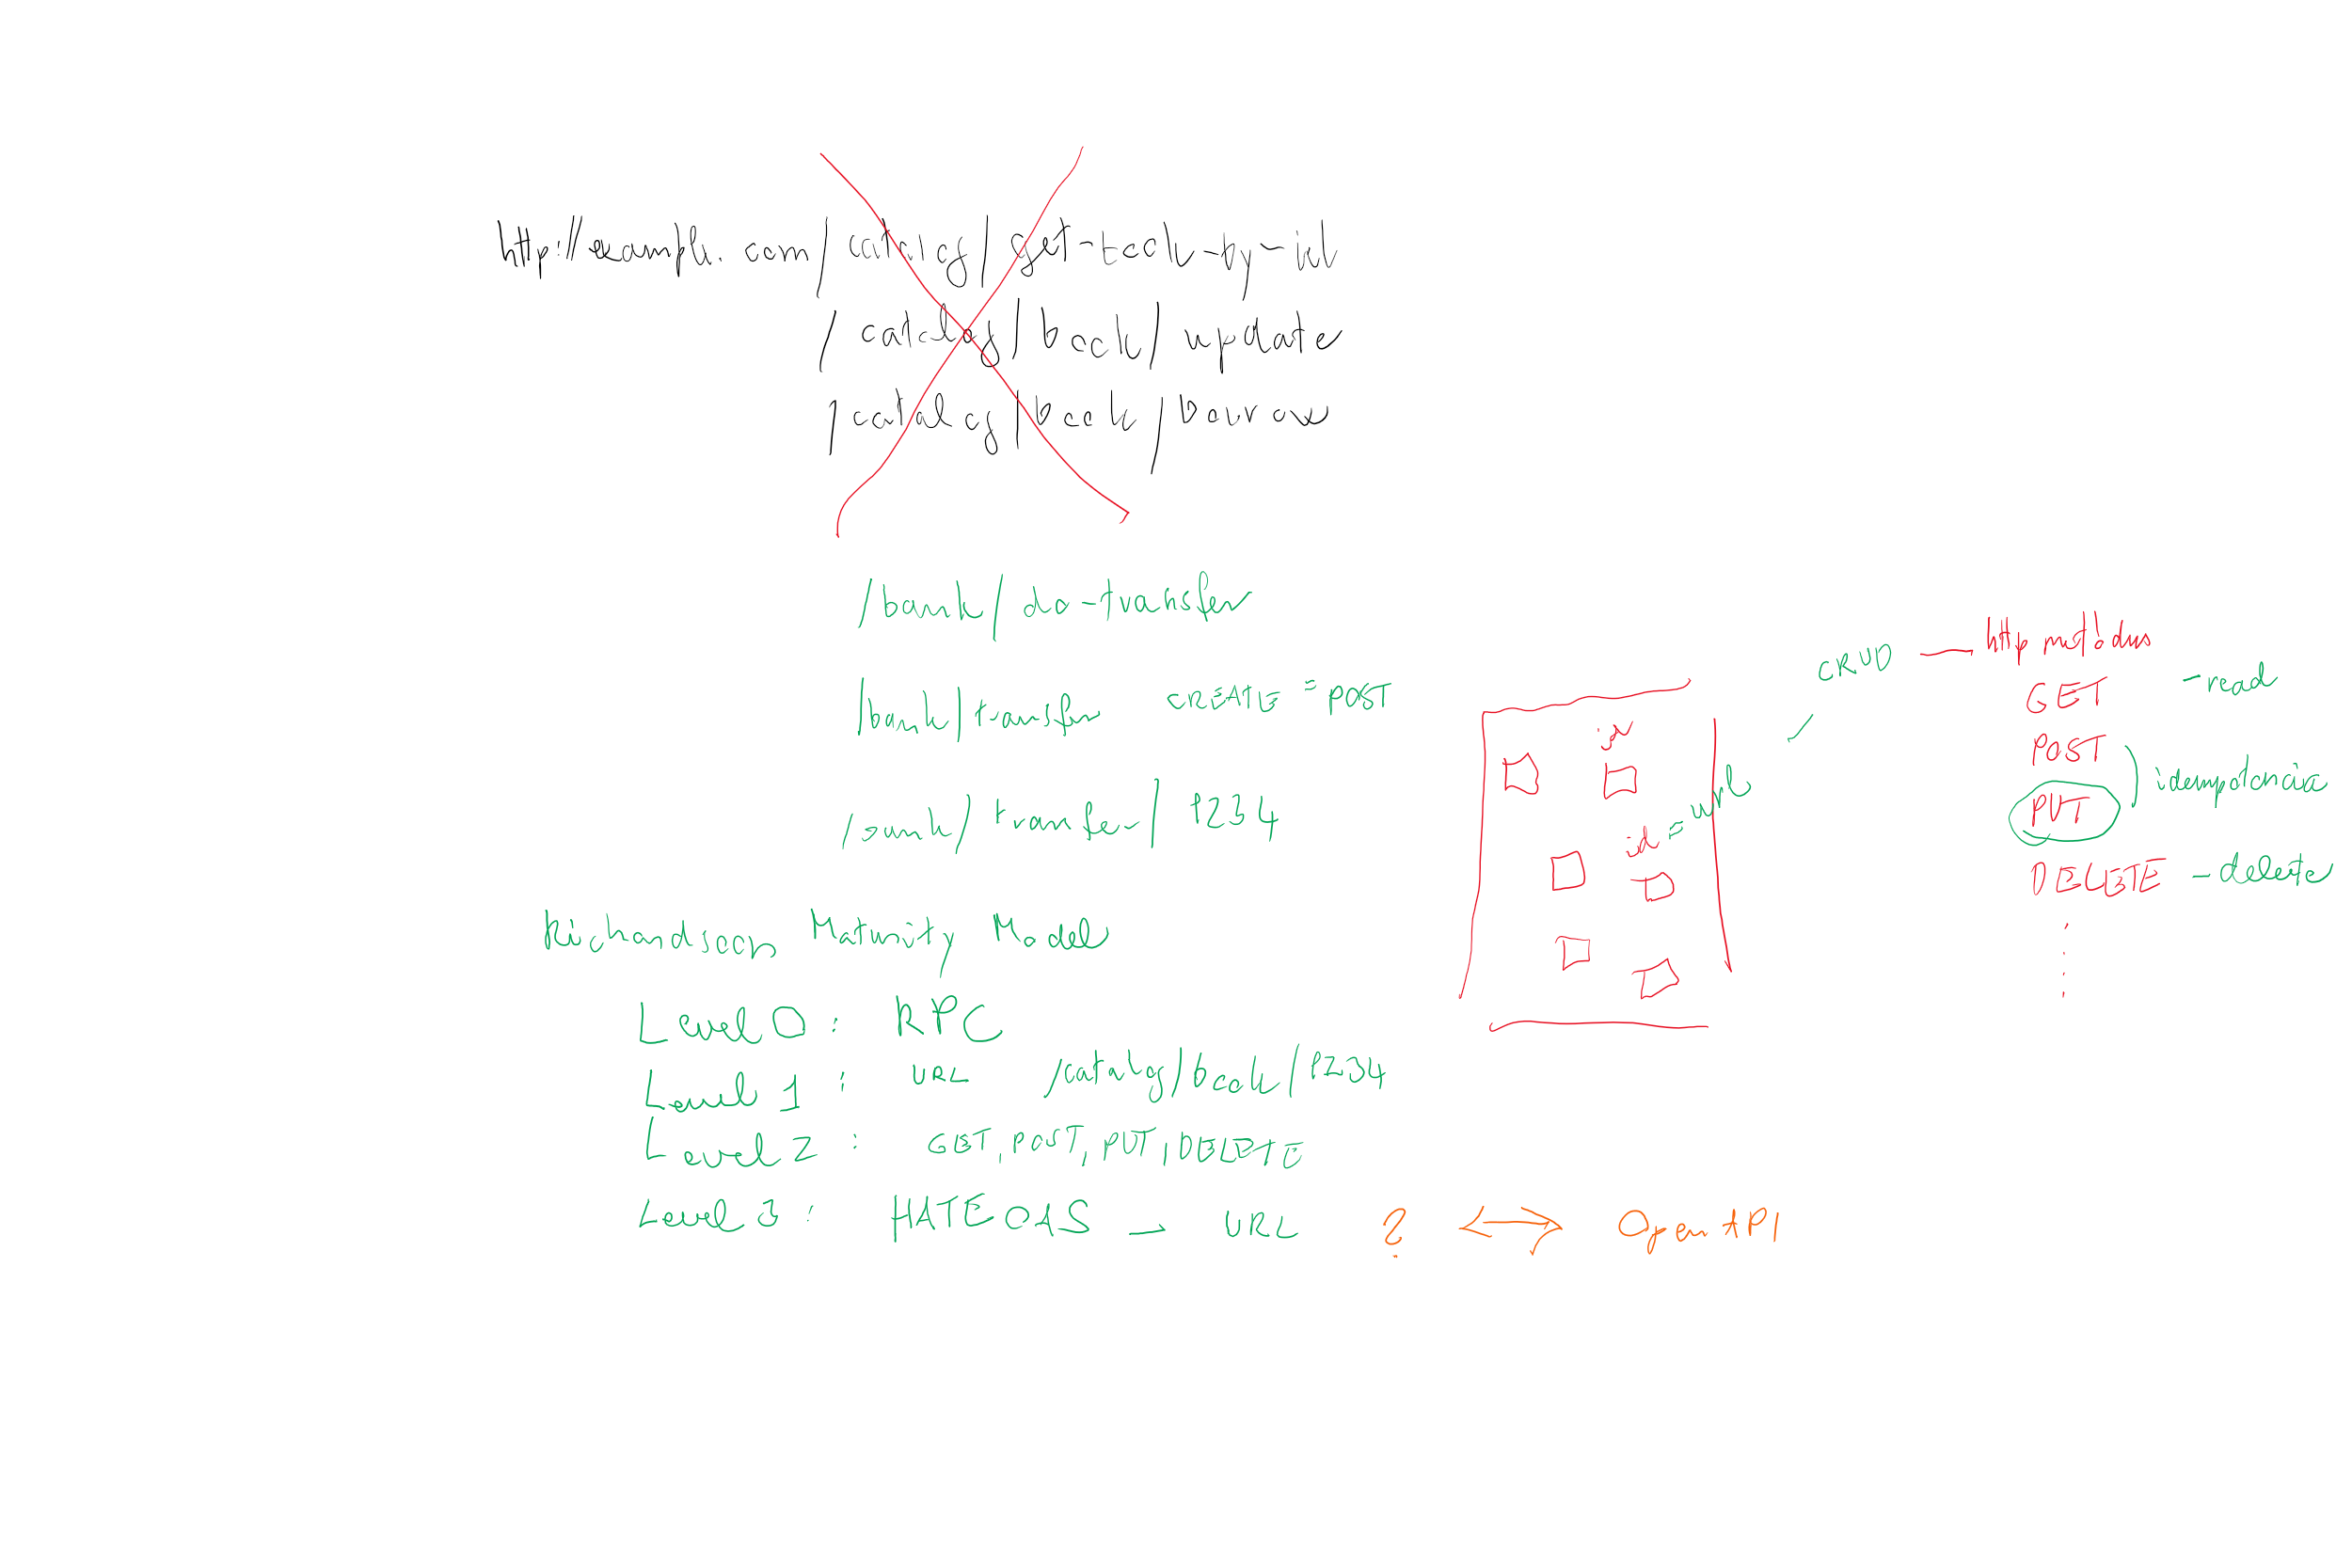 http://example.com/catalog/get-book-by-id
/catalog/book/update
/catalog/book/borrow
/bank/do-transfer
/bank/transfer CREATE = POST
/bank/transfer/1234
Richardson Maturity Model
Level 0: RPC
Level 1: URL /catalog/book/1234
Level 2: GET, POST, PUT, DELETE
Level 3: HATEOAS – URL ? OpenAPI
id
id = url
CRUD — http
GET - read
POST
PUT idempotencia
DELETE - delete